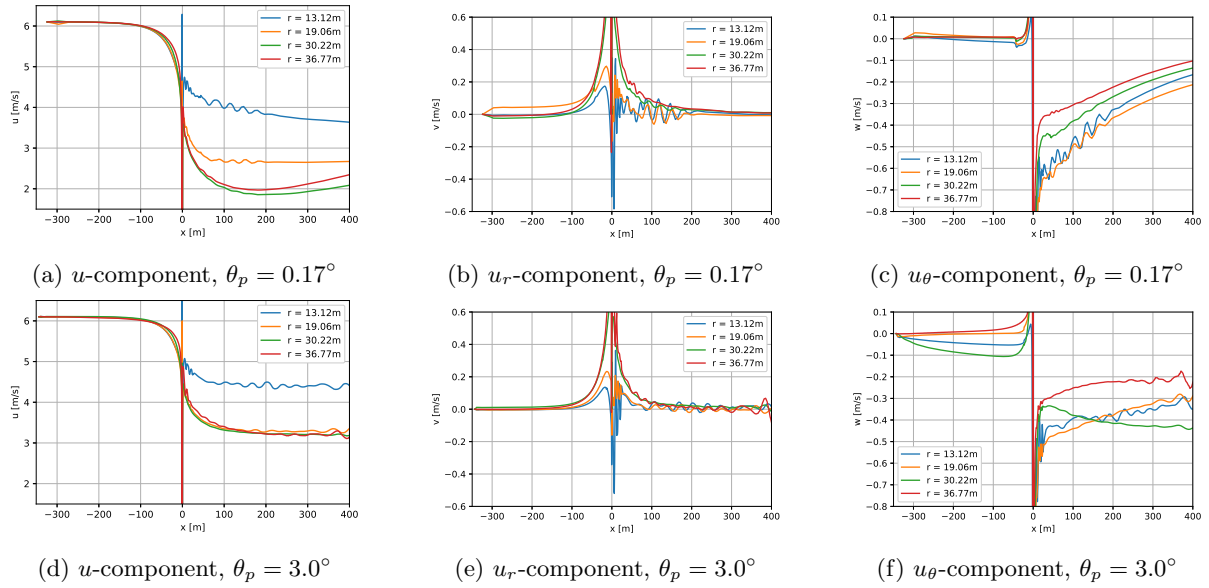 6
5
4
3
2
u [m/s]
−300 −200 −100 0 100 200 300 400
x [m]
r = 13.12m
r = 19.06m
r = 30.22m
r = 36.77m
(a) u-component, θp = 0.17°
0.6
0.4
0.2
0.0
−0.2
−0.4
−0.6
v [m/s]
−300 −200 −100 0 100 200 300 400
x [m]
r = 13.12m
r = 19.06m
r = 30.22m
r = 36.77m
(b) ur-component, θp = 0.17°
0.1
0.0
−0.1
−0.2
−0.3
−0.4
−0.5
−0.6
−0.7
−0.8
w [m/s]
−300 −200 −100 0 100 200 300 400
x [m]
r = 13.12m
r = 19.06m
r = 30.22m
r = 36.77m
(c) uθ-component, θp = 0.17°
6
5
4
3
2
u [m/s]
−300 −200 −100 0 100 200 300 400
x [m]
r = 13.12m
r = 19.06m
r = 30.22m
r = 36.77m
(d) u-component, θp = 3.0°
0.6
0.4
0.2
0.0
−0.2
−0.4
−0.6
v [m/s]
−300 −200 −100 0 100 200 300 400
x [m]
r = 13.12m
r = 19.06m
r = 30.22m
r = 36.77m
(e) ur-component, θp = 3.0°
0.1
0.0
−0.1
−0.2
−0.3
−0.4
−0.5
−0.6
−0.7
−0.8
w [m/s]
−300 −200 −100 0 100 200 300 400
x [m]
r = 13.12m
r = 19.06m
r = 30.22m
r = 36.77m
(f) uθ-component, θp = 3.0°